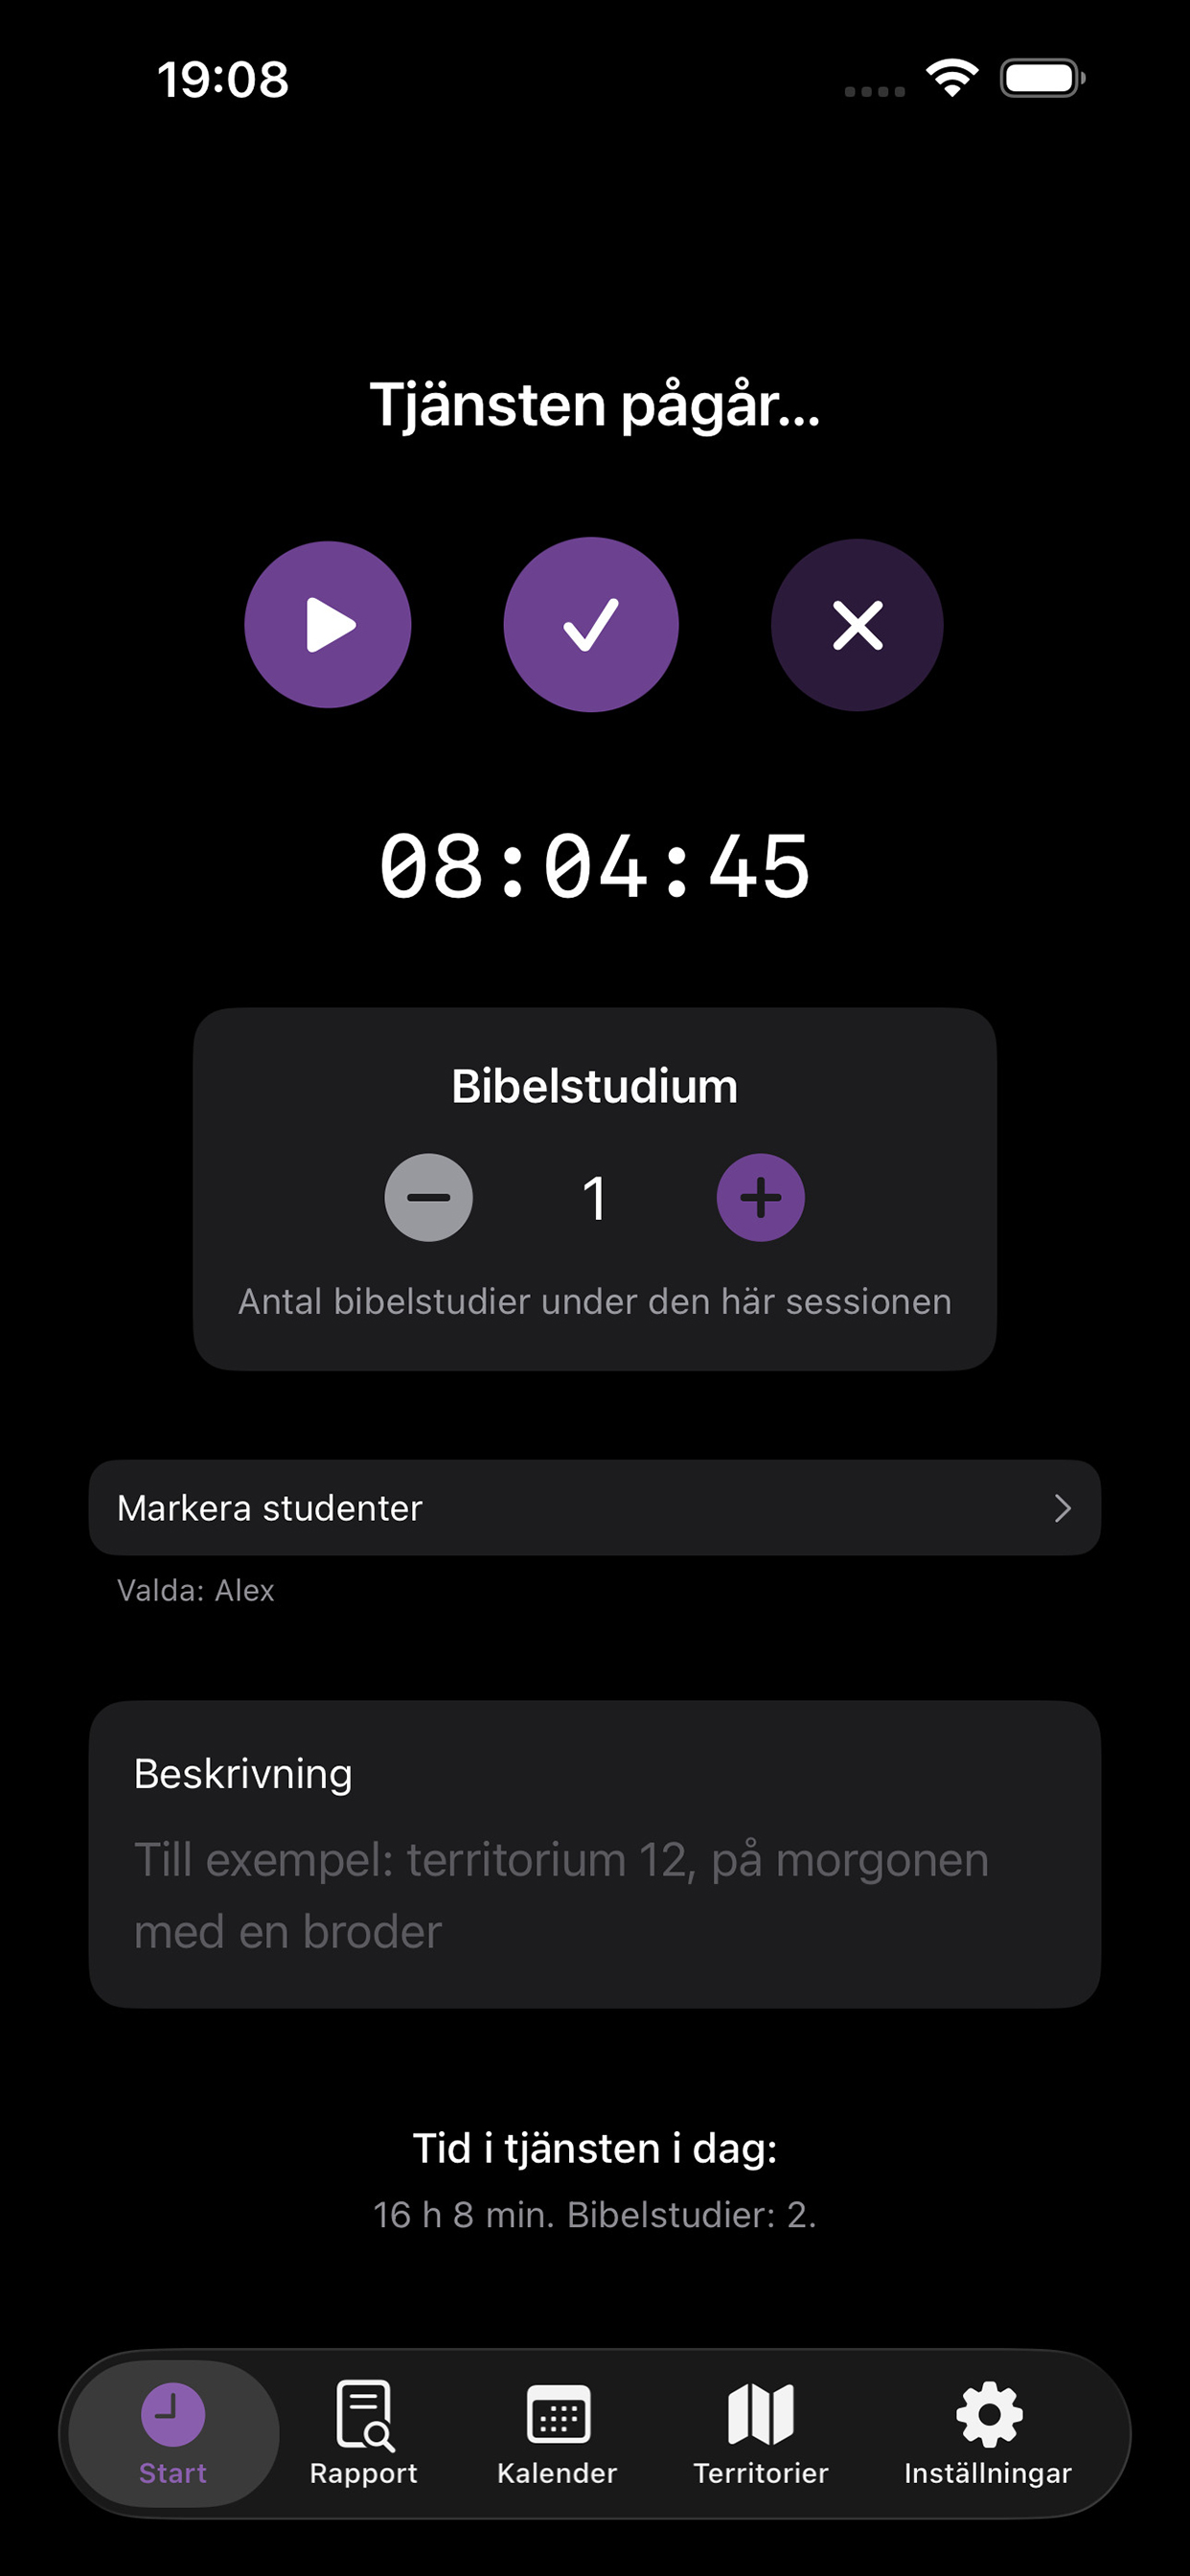 19:08
Tjänsten pågår...
08:04:45
Bibelstudium
1
Antal bibelstudier under den här sessionen
Markera studenter
Valda: Alex
Beskrivning
Till exempel: territorium 12, på morgonen
med en broder
Tid i tjänsten i dag:
16 h 8 min. Bibelstudier: 2.
Start
Rapport
Kalender
Territorier
Inställningar